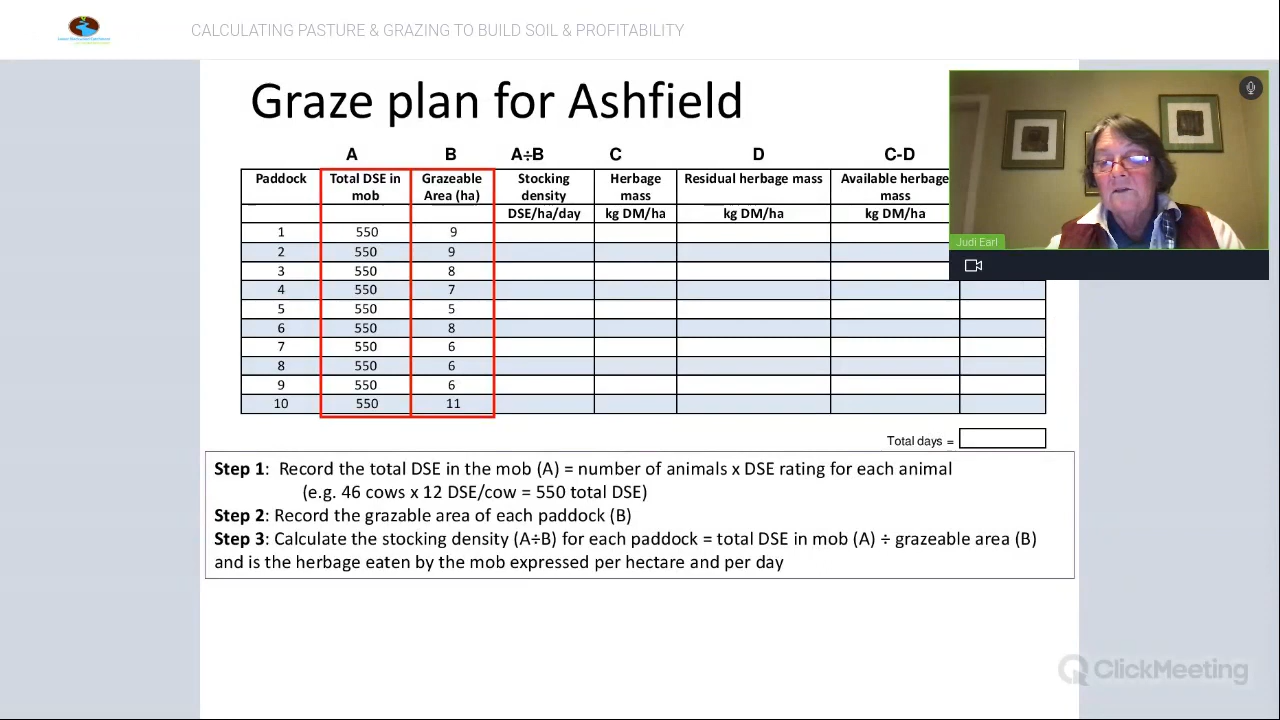 CALCULATING PASTURE & GRAZING TO BUILD SOIL & PROFITABILITY
Graze plan for Ashfield
A B A÷B C D C-D
Paddock Total DSE in mob Grazeable Area (ha) Stocking density Herbage mass Residual herbage mass Available herbage mass
DSE/ha/day kg DM/ha kg DM/ha kg DM/ha
1 550 9
2 550 9
3 550 8
4 550 7
5 550 5
6 550 8
7 550 6
8 550 6
9 550 6
10 550 11
Total days =
Step 1: Record the total DSE in the mob (A) = number of animals x DSE rating for each animal
(e.g. 46 cows x 12 DSE/cow = 550 total DSE)
Step 2: Record the grazable area of each paddock (B)
Step 3: Calculate the stocking density (A÷B) for each paddock = total DSE in mob (A) ÷ grazeable area (B)
and is the herbage eaten by the mob expressed per hectare and per day
Judi Earl
ClickMeeting